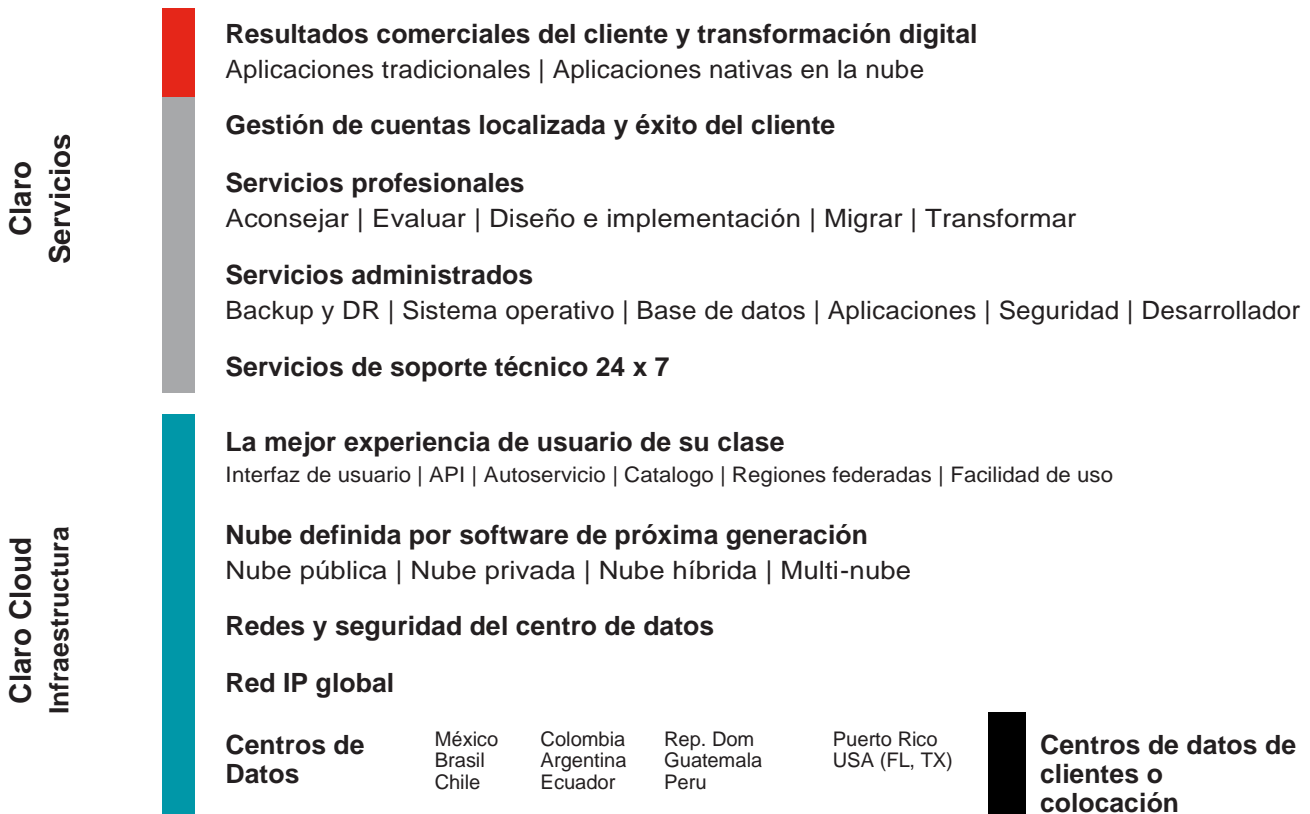 Claro
Servicios
Resultados comerciales del cliente y transformación digital
Aplicaciones tradicionales | Aplicaciones nativas en la nube
Gestión de cuentas localizada y éxito del cliente
Servicios profesionales
Aconsejar | Evaluar | Diseño e implementación | Migrar | Transformar
Servicios administrados
Backup y DR | Sistema operativo | Base de datos | Aplicaciones | Seguridad | Desarrollador
Servicios de soporte técnico 24 x 7
Claro Cloud
Infraestructura
La mejor experiencia de usuario de su clase
Interfaz de usuario | API | Autoservicio | Catalogo | Regiones federadas | Facilidad de uso
Nube definida por software de próxima generación
Nube pública | Nube privada | Nube híbrida | Multi-nube
Redes y seguridad del centro de datos
Red IP global
Centros de
Datos
México
Brasil
Chile
Colombia
Argentina
Ecuador
Rep. Dom
Guatemala
Peru
Puerto Rico
USA (FL, TX)
Centros de datos de
clientes o
colocación